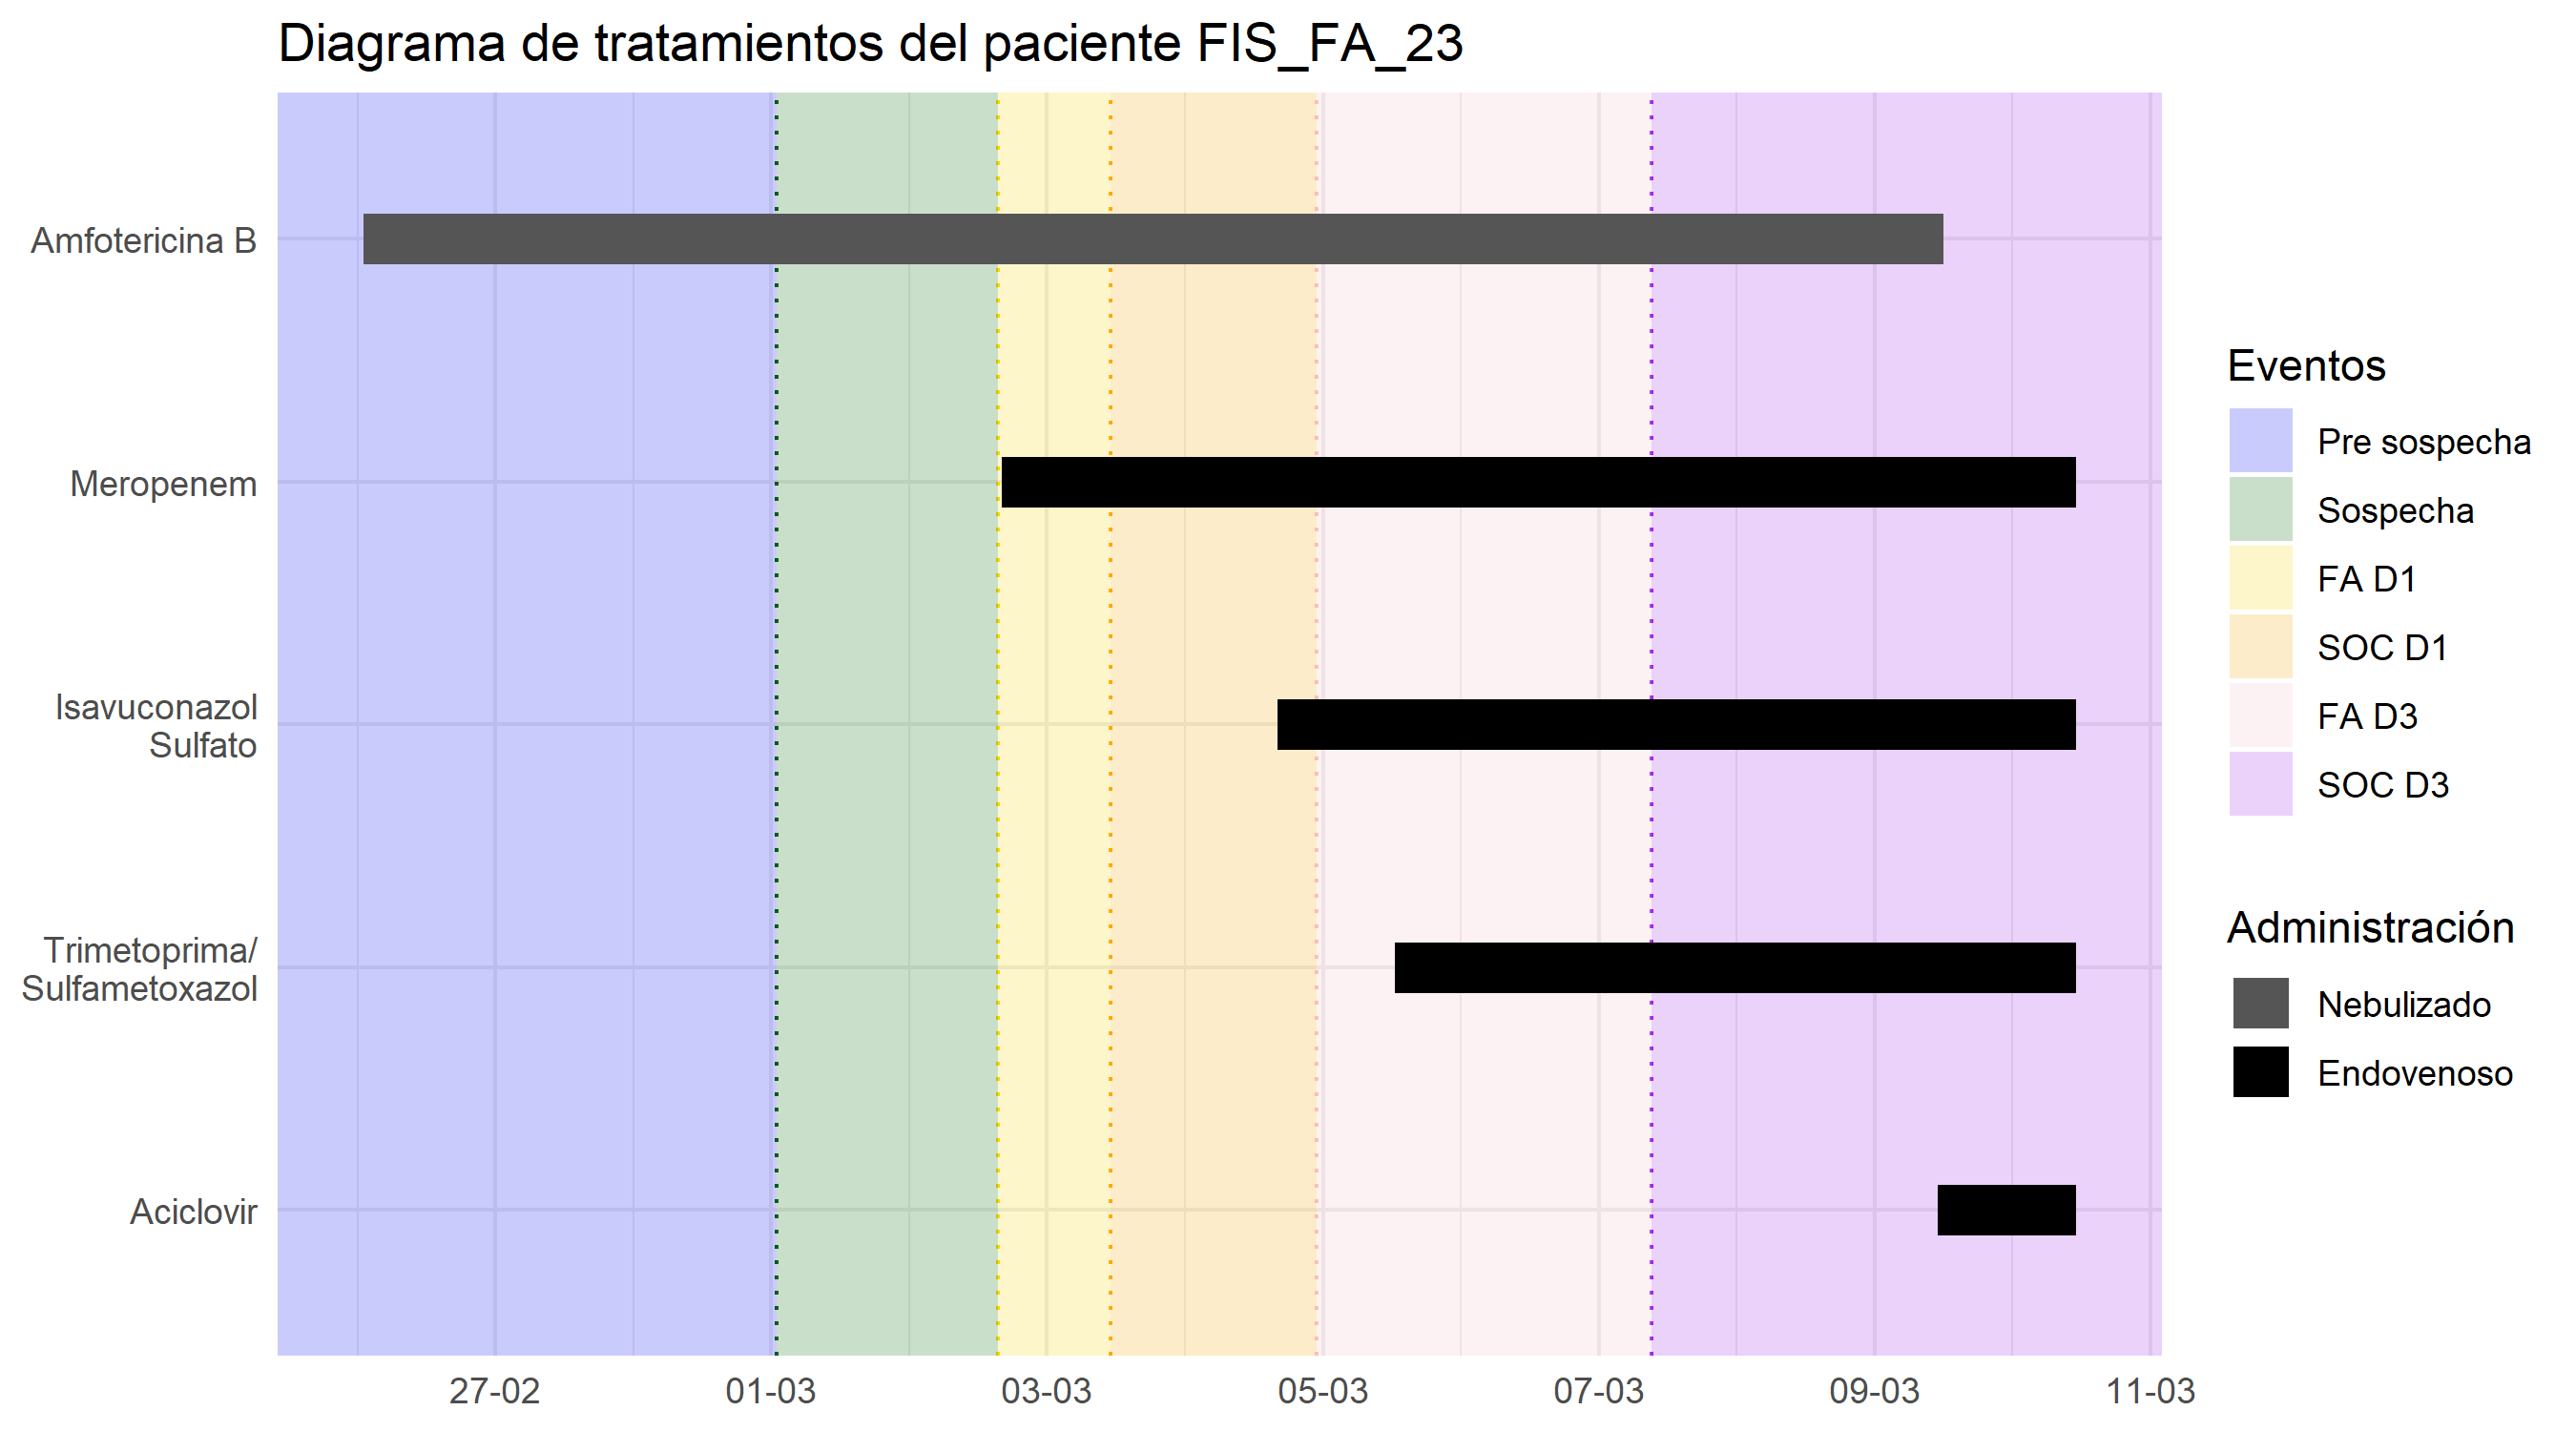 Diagrama de tratamientos del paciente FIS_FA_23
Amfotericina B
Meropenem
Isavuconazol
Sulfato
Trimetoprima/
Sulfametoxazol
Aciclovir
27-02
01-03
03-03
05-03
07-03
09-03
11-03
Eventos
Pre sospecha
Sospecha
FA D1
SOC D1
FA D3
SOC D3
Administración
Nebulizado
Endovenoso